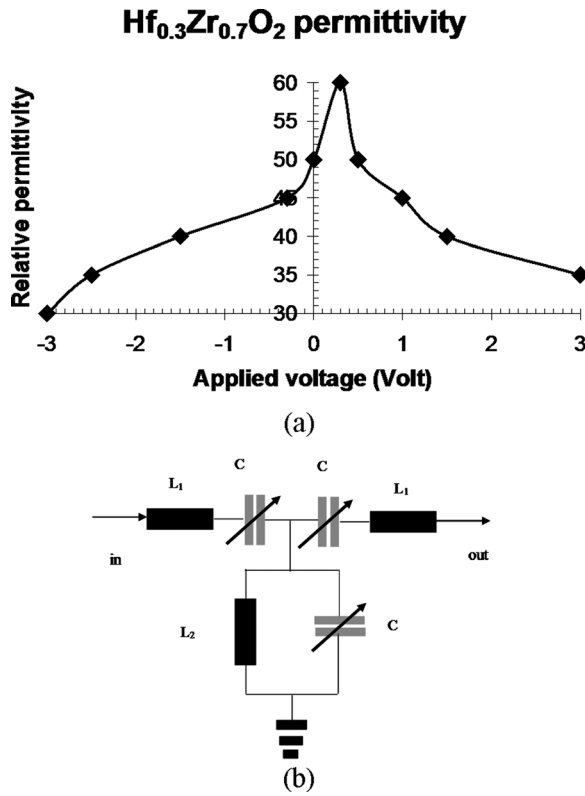 Hf0.3Zr0.7O2 permittivity
Relative permittivity
60
55
50
45
40
35
30
-3 -2 -1 0 1 2 3
Applied voltage (Volt)
(a)
C C
L1 L1
in out
L2 C
(b)